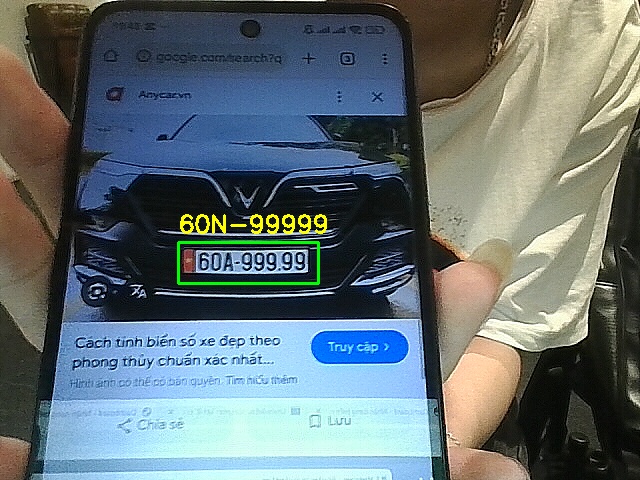 google.com/search?q
3
Anycar.vn
60N-99999
60A-999.99
Cách tính biển số xe đẹp theo
phong thủy chuẩn xác nhất...
Truy cập >
Hình ảnh có thể có bản quyền. Tìm hiểu thêm
Chia sẻ
Lưu